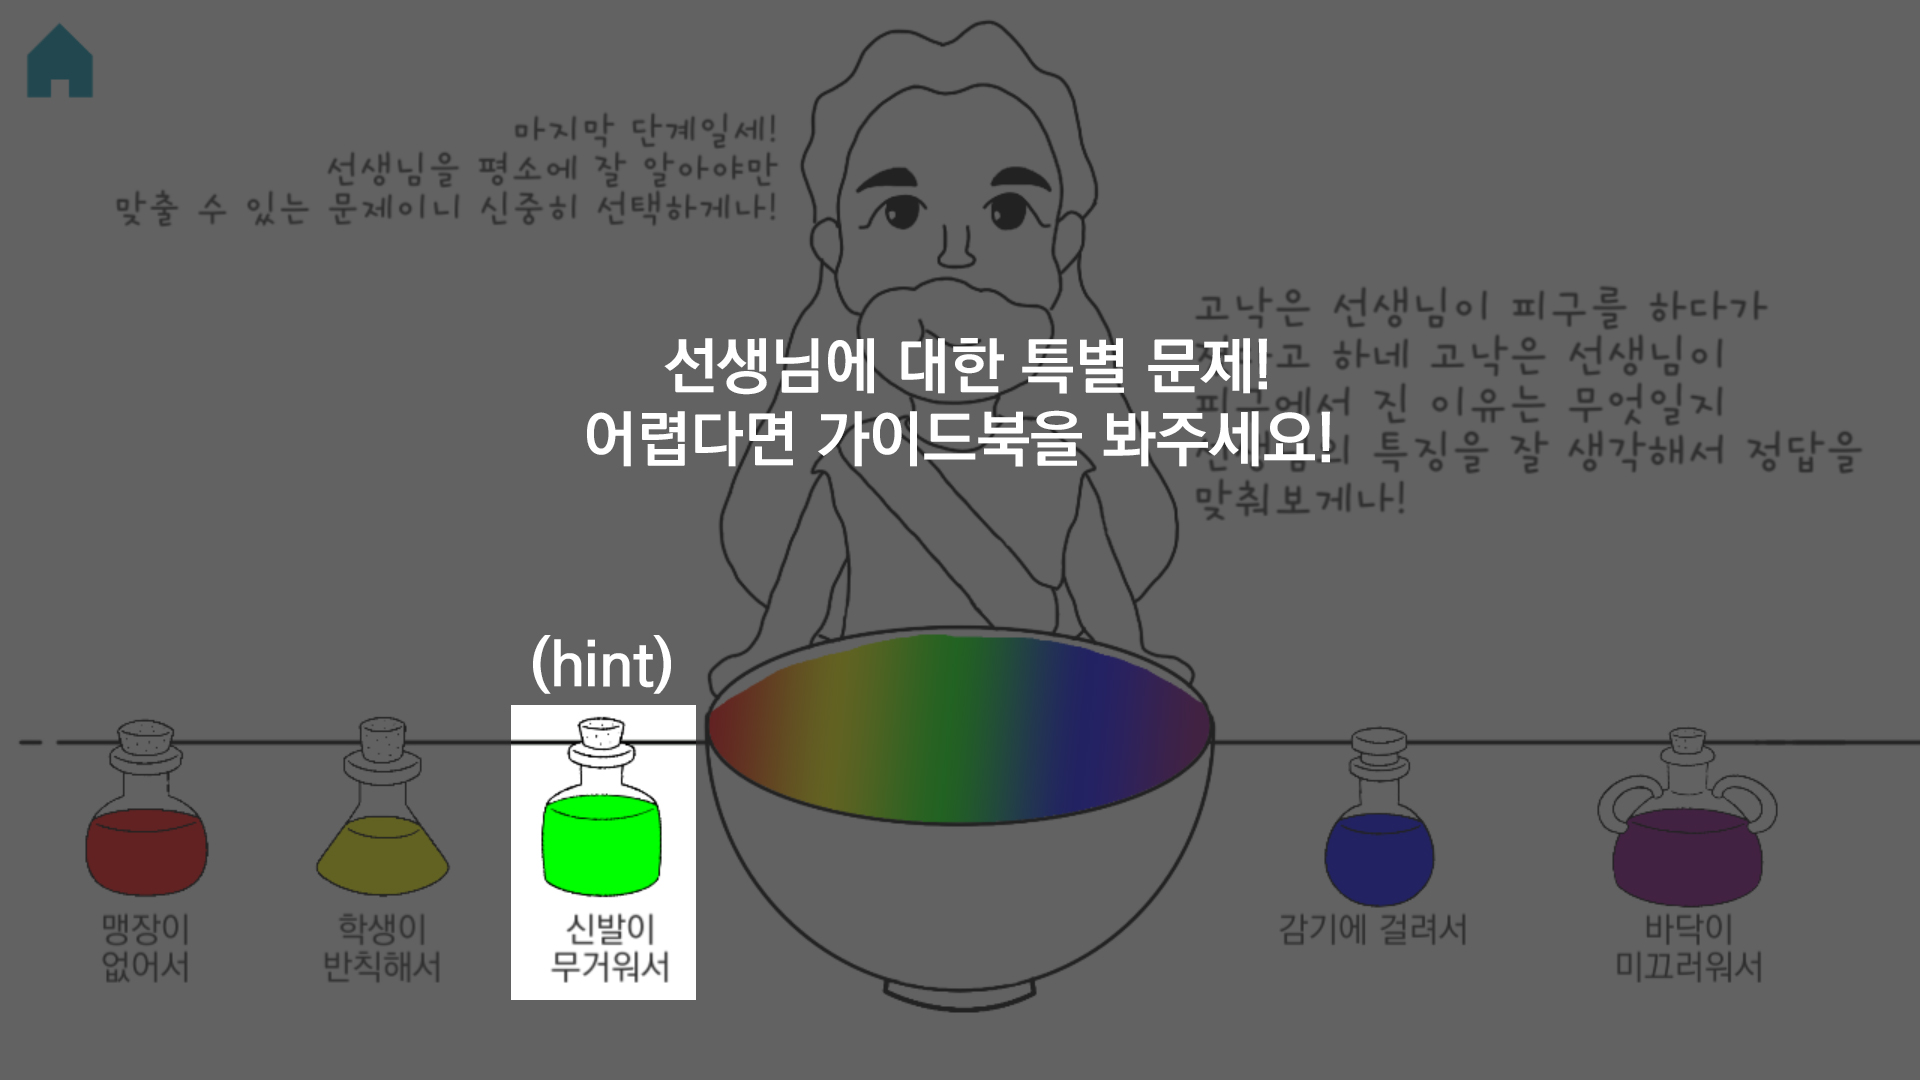 마지막 단계일세!
선생님을 평소에 잘 알아야만
맞출 수 있는 문제이니 신중히 선택하게나!
고낙은 선생님이 피구를 하다가
고 하네 고낙은 선생님이
피구에서 진 이유는 무엇일지
선생님의 특징을 잘 생각해서 정답을
맞춰보게나!
선생님에 대한 특별 문제!
어렵다면 가이드북을 봐주세요!
(hint)
맹장이
없어서
학생이
반칙해서
신발이
무거워서
감기에 걸려서
바닥이
미끄러워서